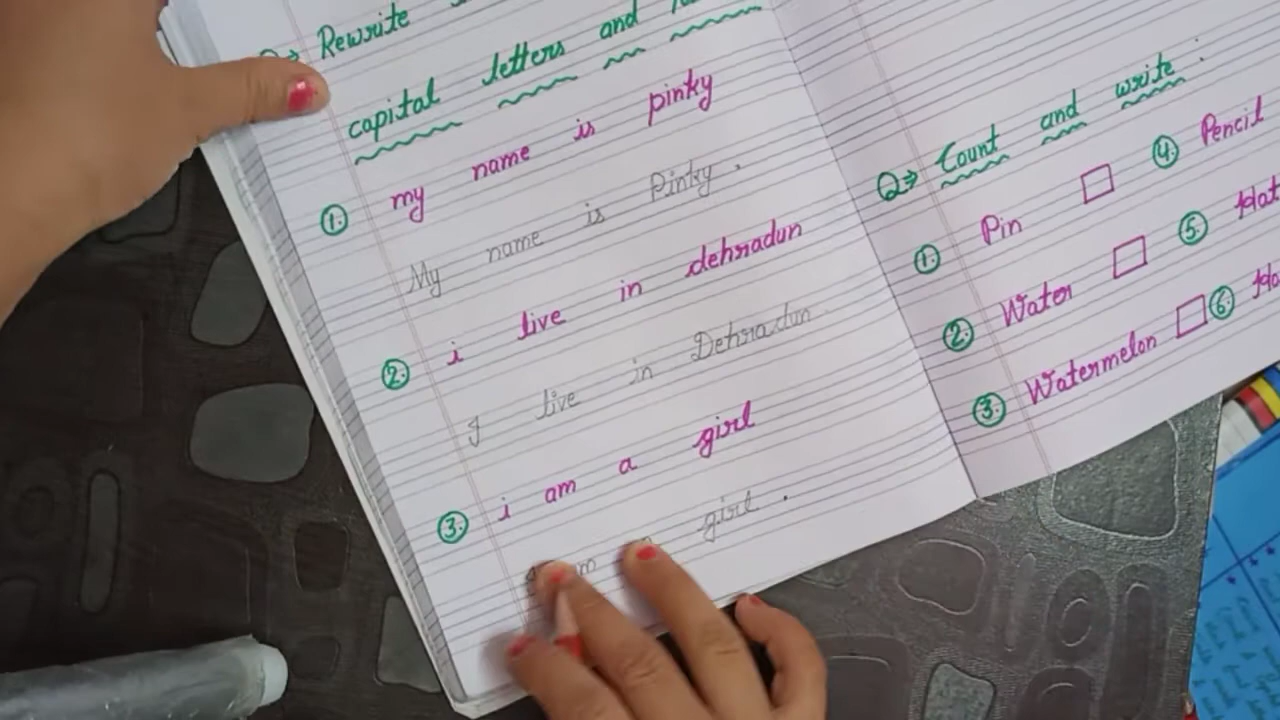 Q⇒ Rewrite
capital letters and
① my name is pinky
My name is Pinky .
② i live in dehradun
I live in Dehradun .
③ i am a girl
girl .
Q⇒ Count and write :
① Pin
② Water
③ Watermelon
④ Pencil
⑤
⑥